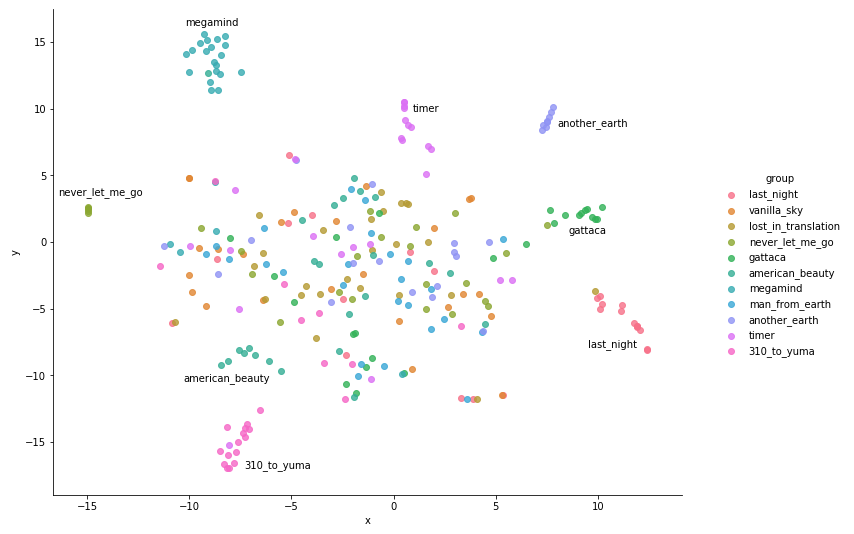 megamind
timer
another_earth
never_let_me_go
gattaca
last_night
american_beauty
310_to_yuma
15
10
5
0
−5
−10
−15
y
−15
−10
−5
0
5
10
x
group
last_night
vanilla_sky
lost_in_translation
never_let_me_go
gattaca
american_beauty
megamind
man_from_earth
another_earth
timer
310_to_yuma